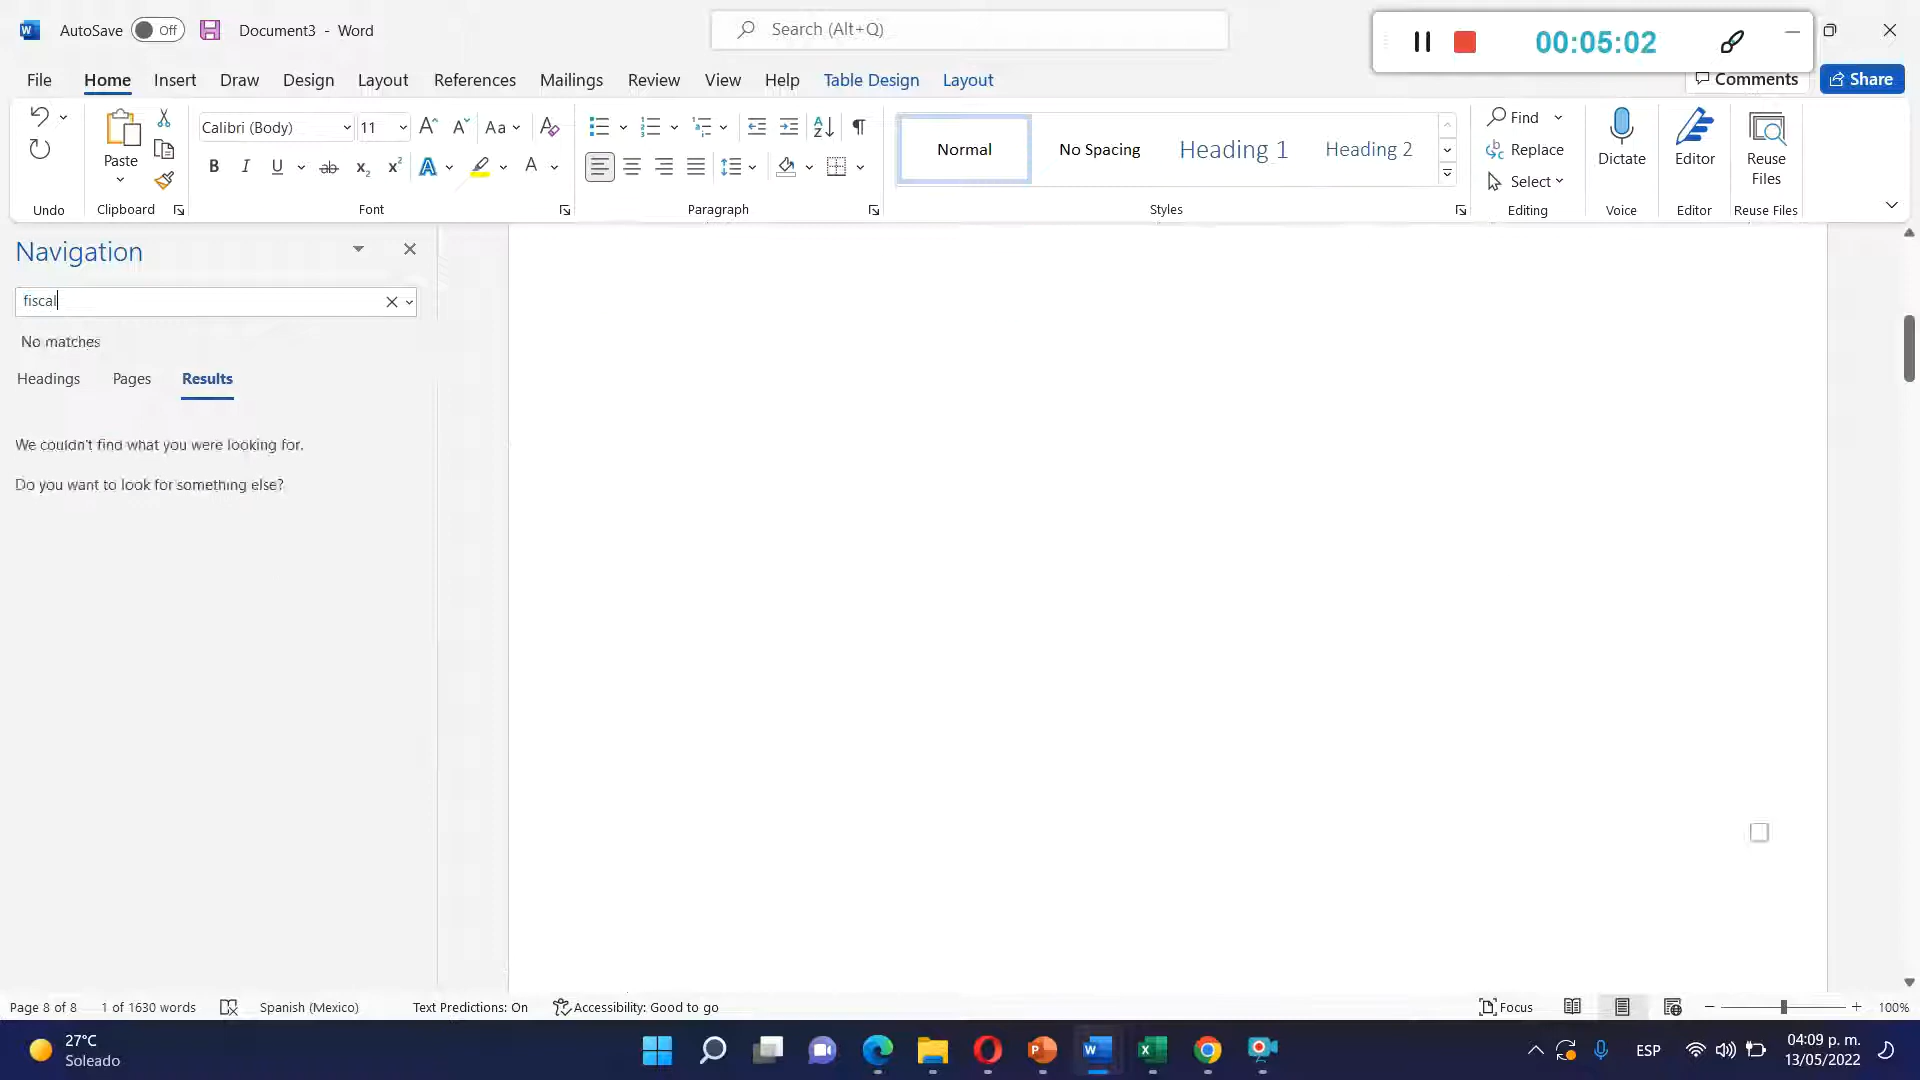 AutoSave Off Document3 - Word Search (Alt+Q) 00:05:02
File Home Insert Draw Design Layout References Mailings Review View Help Table Design Layout Comments Share
Paste
Calibri (Body) 11 Aa
B I U ab x₂ x² A A
Normal No Spacing Heading 1 Heading 2
Find
Replace
Select
Dictate
Editor
Reuse
Files
Undo Clipboard Font Paragraph Styles Editing Voice Editor Reuse Files
Navigation
fiscal
No matches
Headings Pages Results
We couldn't find what you were looking for.
Do you want to look for something else?
Page 8 of 8 1 of 1630 words Spanish (Mexico) Text Predictions: On Accessibility: Good to go Focus 100%
27°C
Soleado
ESP
04:09 p. m.
13/05/2022